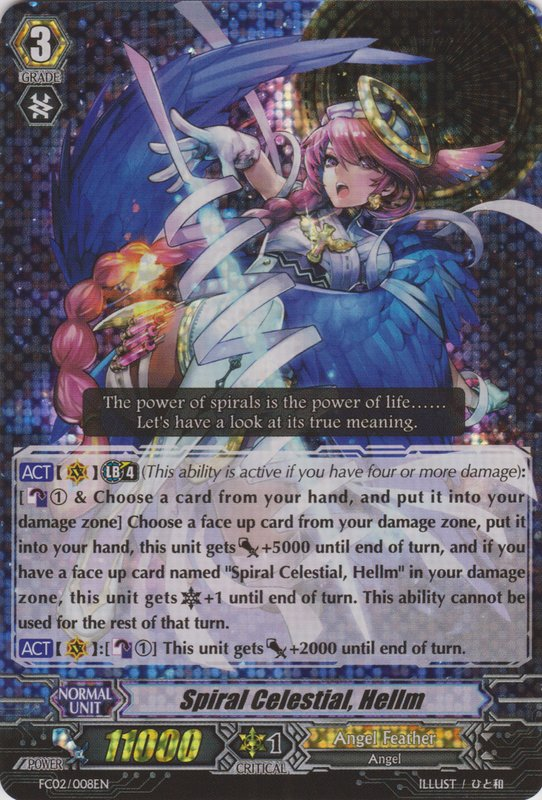 3
GRADE
The power of spirals is the power of life......
Let's have a look at its true meaning.
ACT【 】LB4 (This ability is active if you have four or more damage):
[ ① & Choose a card from your hand, and put it into your
damage zone] Choose a face up card from your damage zone, put it
into your hand, this unit gets +5000 until end of turn, and if you
have a face up card named "Spiral Celestial, Hellm" in your damage
zone, this unit gets +1 until end of turn. This ability cannot be
used for the rest of that turn.
ACT【 】:[ ①] This unit gets +2000 until end of turn.
NORMAL
UNIT
Spiral Celestial, Hellm
POWER
11000
1
CRITICAL
Angel Feather
Angel
FC02/008EN
ILLUST / ひと和